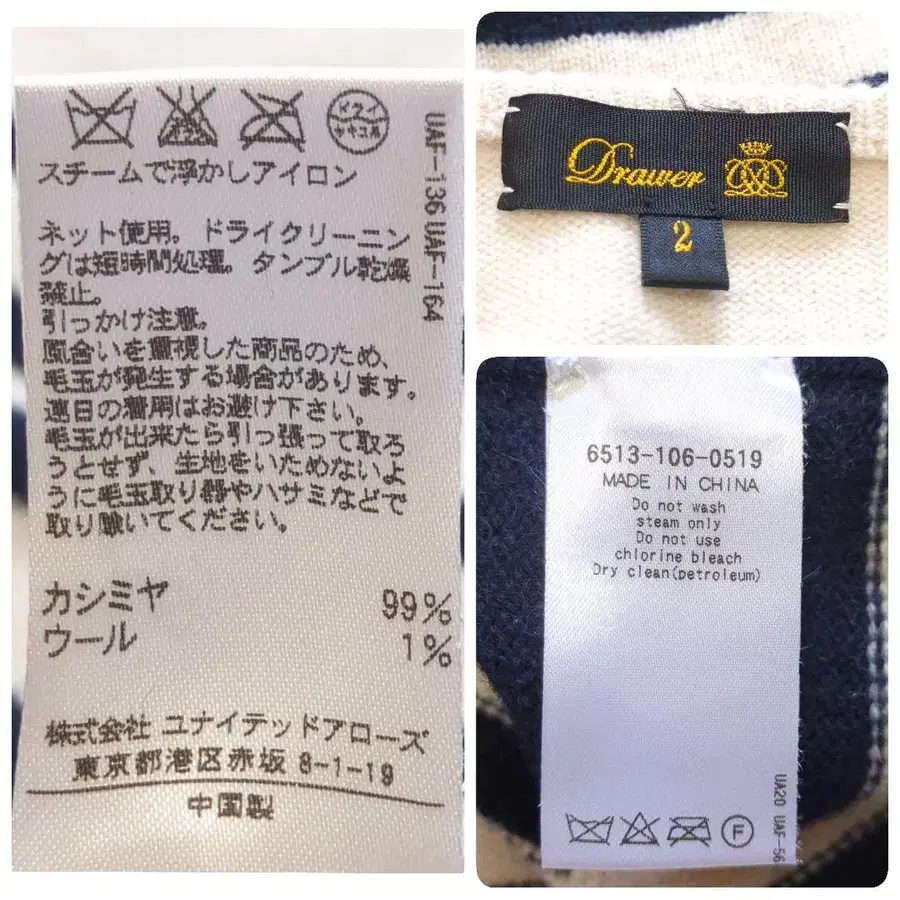 エンソサラシ
ドライ
セキユ系
スチームで浮かしアイロン
ネット使用。ドライクリーニン
グは短時間処理。タンブル乾燥
禁止。
引っかけ注意。
風合いを重視した商品のため、
毛玉が発生する場合があります。
連日の着用はお避け下さい。
毛玉が出来たら引っ張って取ろ
うとせず、生地をいためないよ
うに毛玉取り器やハサミなどで
取り除いてください。
カシミヤ 99%
ウール 1%
株式会社 ユナイテッドアローズ
東京都港区赤坂 8-1-19
中国製
UAF-136 UAF-164
Drawer
2
6513-106-0519
MADE IN CHINA
Do not wash
steam only
Do not use
chlorine bleach
Dry clean(petroleum)
F
UA20 UAF-56